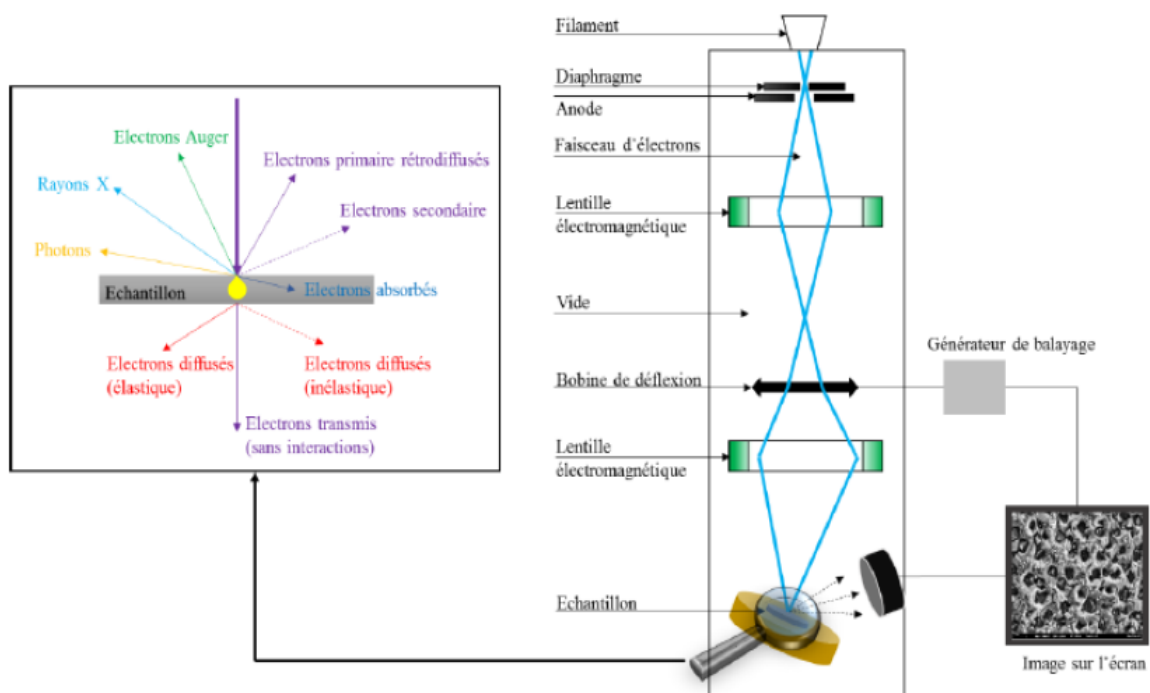 Electrons Auger
Electrons primaire rétrodiffusés
Rayons X
Electrons secondaire
Photons
Echantillon
Electrons absorbés
Electrons diffusés
(élastique)
Electrons diffusés
(inélastique)
Electrons transmis
(sans interactions)
Filament
Diaphragme
Anode
Faisceau d'électrons
Lentille
électromagnétique
Vide
Générateur de balayage
Bobine de déflexion
Lentille
électromagnétique
Echantillon
Image sur l'écran